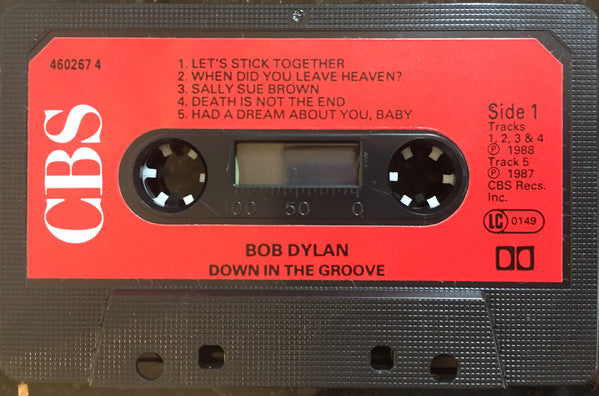 460267 4
CBS
1. LET'S STICK TOGETHER
2. WHEN DID YOU LEAVE HEAVEN?
3. SALLY SUE BROWN
4. DEATH IS NOT THE END
5. HAD A DREAM ABOUT YOU, BABY
Side 1
Tracks
1, 2, 3 & 4
℗ 1988
Track 5
℗ 1987
CBS Recs.
Inc.
LC 0149
100 50 0
BOB DYLAN
DOWN IN THE GROOVE